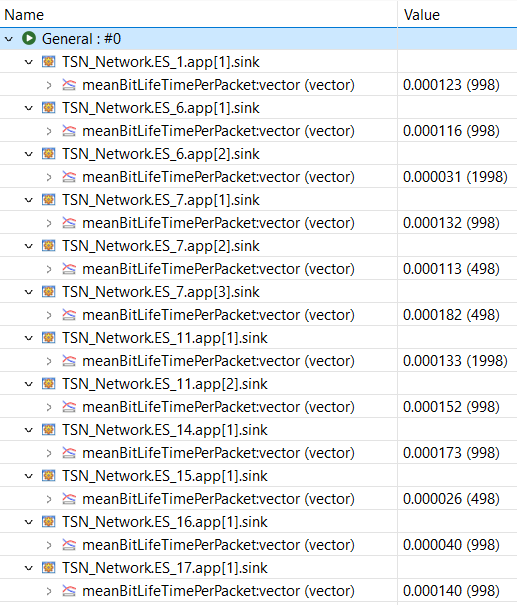 Name Value
General : #0
TSN_Network.ES_1.app[1].sink
meanBitLifeTimePerPacket:vector (vector) 0.000123 (998)
TSN_Network.ES_6.app[1].sink
meanBitLifeTimePerPacket:vector (vector) 0.000116 (998)
TSN_Network.ES_6.app[2].sink
meanBitLifeTimePerPacket:vector (vector) 0.000031 (1998)
TSN_Network.ES_7.app[1].sink
meanBitLifeTimePerPacket:vector (vector) 0.000132 (998)
TSN_Network.ES_7.app[2].sink
meanBitLifeTimePerPacket:vector (vector) 0.000113 (498)
TSN_Network.ES_7.app[3].sink
meanBitLifeTimePerPacket:vector (vector) 0.000182 (498)
TSN_Network.ES_11.app[1].sink
meanBitLifeTimePerPacket:vector (vector) 0.000133 (1998)
TSN_Network.ES_11.app[2].sink
meanBitLifeTimePerPacket:vector (vector) 0.000152 (998)
TSN_Network.ES_14.app[1].sink
meanBitLifeTimePerPacket:vector (vector) 0.000173 (998)
TSN_Network.ES_15.app[1].sink
meanBitLifeTimePerPacket:vector (vector) 0.000026 (498)
TSN_Network.ES_16.app[1].sink
meanBitLifeTimePerPacket:vector (vector) 0.000040 (998)
TSN_Network.ES_17.app[1].sink
meanBitLifeTimePerPacket:vector (vector) 0.000140 (998)